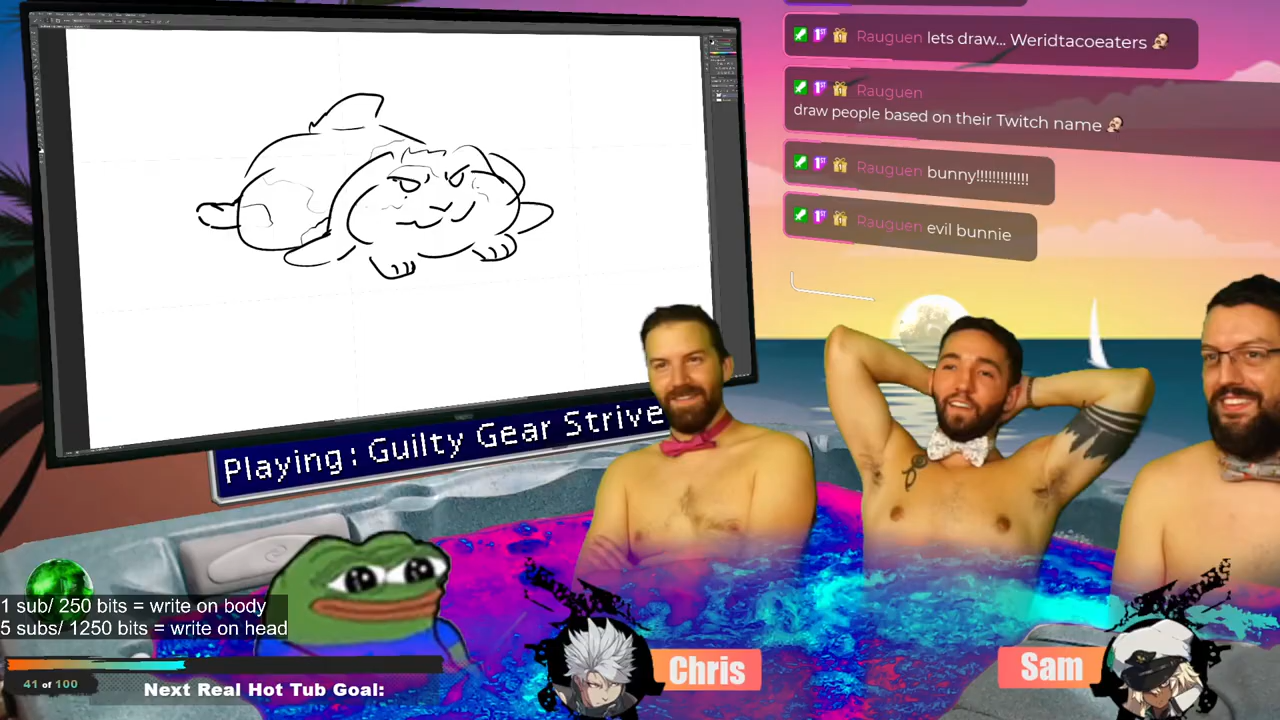 Rauguen lets draw... Weridtacoeaters
Rauguen
draw people based on their Twitch name
Rauguen bunny!!!!!!!!!!!!!
Rauguen evil bunnie
Playing: Guilty Gear Strive
1 sub/ 250 bits = write on body
5 subs/ 1250 bits = write on head
41 of 100
Next Real Hot Tub Goal:
Chris
Sam